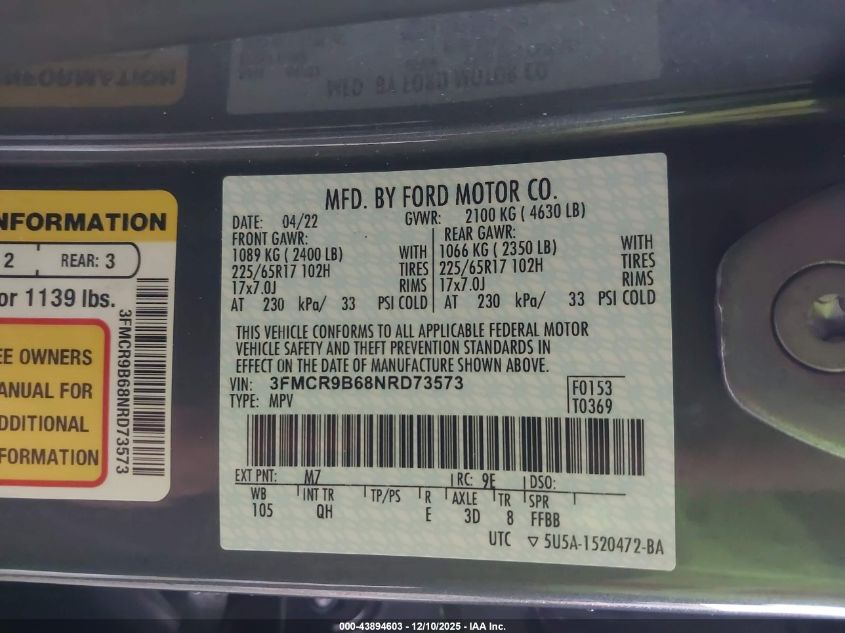 INFORMATION
MFD. BY FORD MOTOR CO.
NFORMATION
2 REAR: 3
or 1139 lbs.
EE OWNERS
ANUAL FOR
DDITIONAL
FORMATION
3FMCR9B68NRD73573
MFD. BY FORD MOTOR CO.
DATE: 04/22 GVWR: 2100 KG ( 4630 LB)
FRONT GAWR: REAR GAWR:
1089 KG ( 2400 LB) WITH 1066 KG ( 2350 LB) WITH
225/65R17 102H TIRES 225/65R17 102H TIRES
17x7.0J RIMS 17x7.0J RIMS
AT 230 kPa/ 33 PSI COLD AT 230 kPa/ 33 PSI COLD
THIS VEHICLE CONFORMS TO ALL APPLICABLE FEDERAL MOTOR
VEHICLE SAFETY AND THEFT PREVENTION STANDARDS IN
EFFECT ON THE DATE OF MANUFACTURE SHOWN ABOVE.
VIN: 3FMCR9B68NRD73573 F0153
TYPE: MPV T0369
EXT PNT: M7 RC: 9E DSO:
WB INT TR TP/PS R AXLE TR SPR
105 QH E 3D 8 FFBB
UTC ▽ 5U5A-1520472-BA
000-43894603 - 12/10/2025 - IAA Inc.